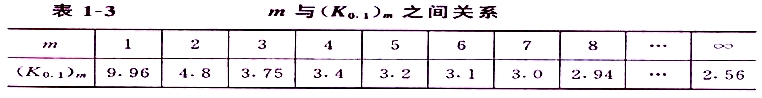 表 1-3 m 与(K₀.₁)ₘ 之间关系
m 1 2 3 4 5 6 7 8 … ∞
(K₀.₁)ₘ 9.96 4.8 3.75 3.4 3.2 3.1 3.0 2.94 … 2.56